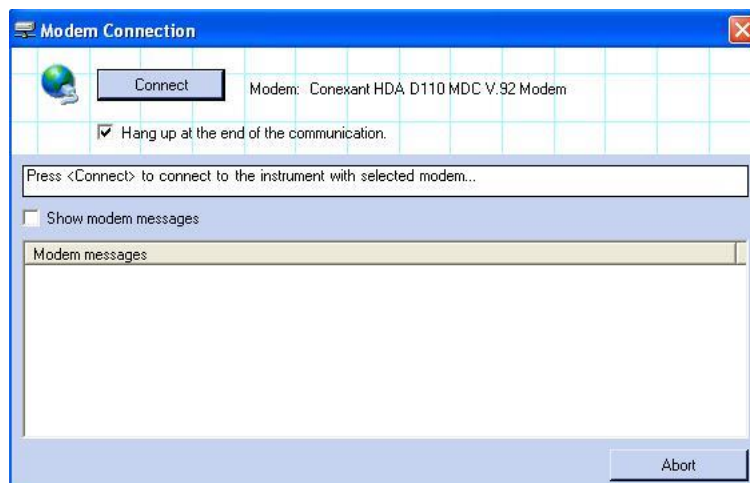 Modem Connection
Connect
Modem: Conexant HDA D110 MDC V.92 Modem
Hang up at the end of the communication.
Press <Connect> to connect to the instrument with selected modem...
Show modem messages
Modem messages
Abort